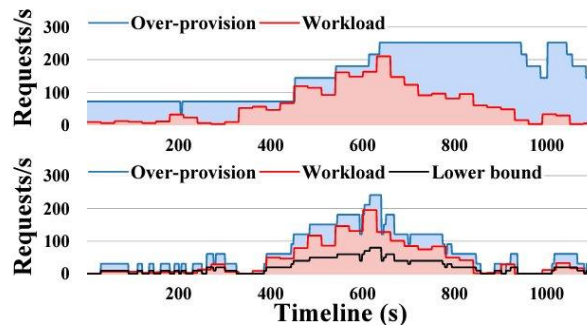 Over-provision Workload
Requests/s
300
200
100
0
200 400 600 800 1000
Over-provision Workload Lower bound
Requests/s
300
200
100
0
200 400 600 800 1000
Timeline (s)